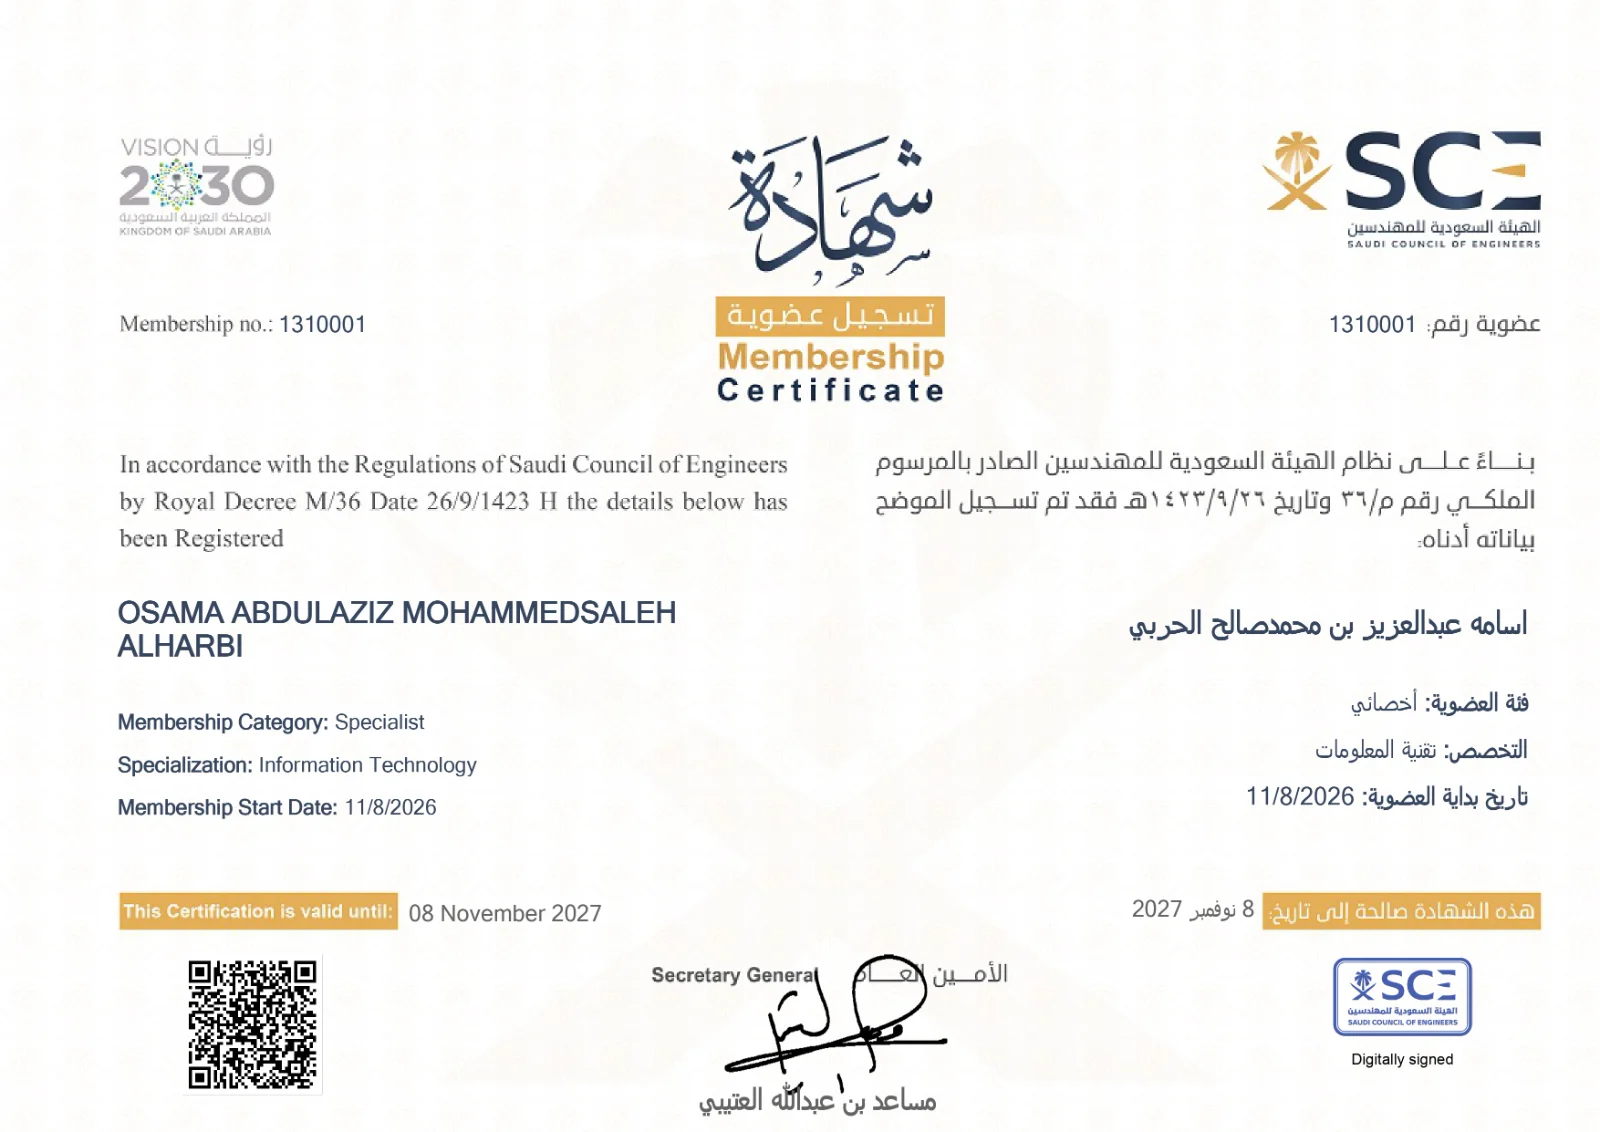 VISION رؤيــة
2030
المملكة العربية السعودية
KINGDOM OF SAUDI ARABIA
شهادة
SCE
الهيئة السعودية للمهندسين
SAUDI COUNCIL OF ENGINEERS
تسجيل عضوية
Membership
Certificate
Membership no.: 1310001
عضوية رقم: 1310001
In accordance with the Regulations of Saudi Council of Engineers
by Royal Decree M/36 Date 26/9/1423 H the details below has
been Registered
بنـــاءً علـــى نظام الهيئة السعودية للمهندسين الصادر بالمرسوم
الملكــي رقم م/٣٦ وتاريخ ١٤٢٣/٩/٢٦هـ فقد تم تســجيل الموضح
بياناته أدناه:
OSAMA ABDULAZIZ MOHAMMEDSALEH
ALHARBI
اسامه عبدالعزيز بن محمدصالح الحربي
Membership Category: Specialist
Specialization: Information Technology
Membership Start Date: 11/8/2026
فئة العضوية: أخصائي
التخصص: تقنية المعلومات
تاريخ بداية العضوية: 11/8/2026
This Certification is valid until: 08 November 2027
هذه الشهادة صالحة إلى تاريخ: 8 نوفمبر 2027
Secretary General
الأمـــين العـــام
مساعد بن عبدالله العتيبي
SCE
الهيئة السعودية للمهندسين
SAUDI COUNCIL OF ENGINEERS
Digitally signed